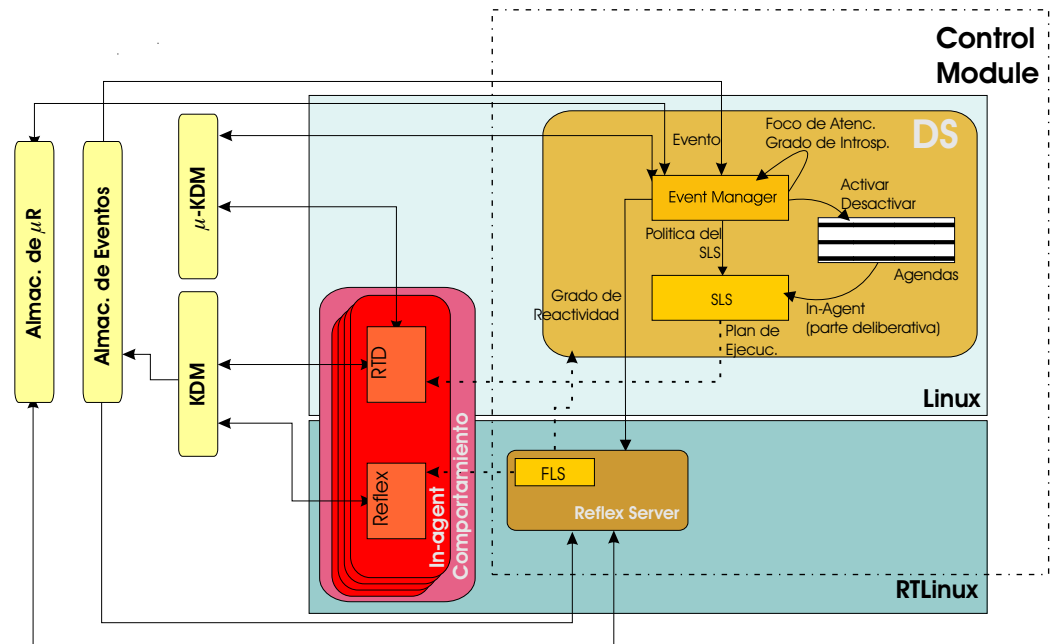 Control
Module
DS
Foco de Atenc.
Grado de Introsp.
Evento
Event Manager
Activar
Desactivar
Politica del
SLS
Agendas
Grado de
Reactividad
SLS
In-Agent
(parte deliberativa)
Plan de
Ejecuc.
Linux
Almac. de μR
Almac. de Eventos
μ-KDM
KDM
RTD
Reflex
In-agent
Comportamiento
FLS
Reflex Server
RTLinux